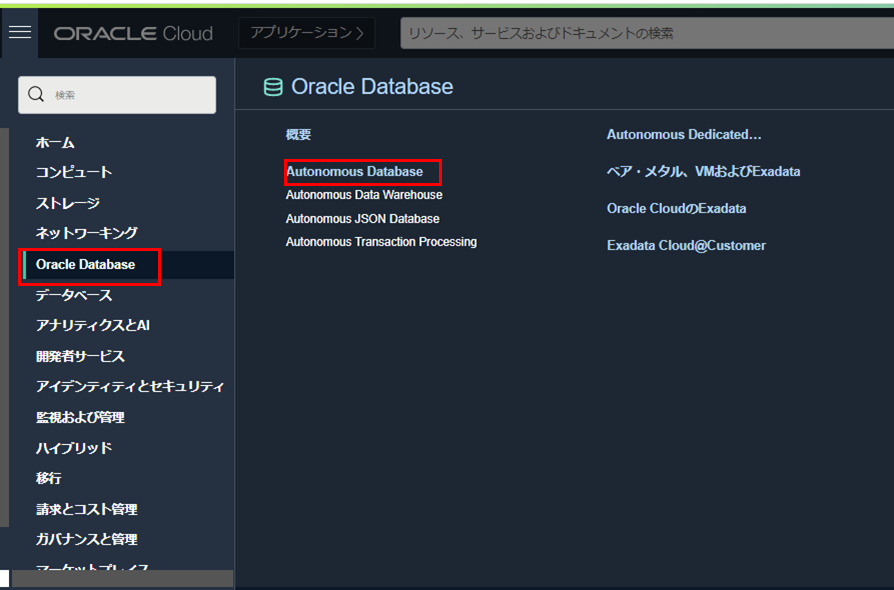 ORACLE Cloud
アプリケーション
リソース、サービスおよびドキュメントの検索
検索
ホーム
コンピュート
ストレージ
ネットワーキング
Oracle Database
データベース
アナリティクスとAI
開発者サービス
アイデンティティとセキュリティ
監視および管理
ハイブリッド
移行
請求とコスト管理
ガバナンスと管理
マーケットプレイス
Oracle Database
概要
Autonomous Database
Autonomous Data Warehouse
Autonomous JSON Database
Autonomous Transaction Processing
Autonomous Dedicated…
ベア・メタル、VMおよびExadata
Oracle CloudのExadata
Exadata Cloud@Customer